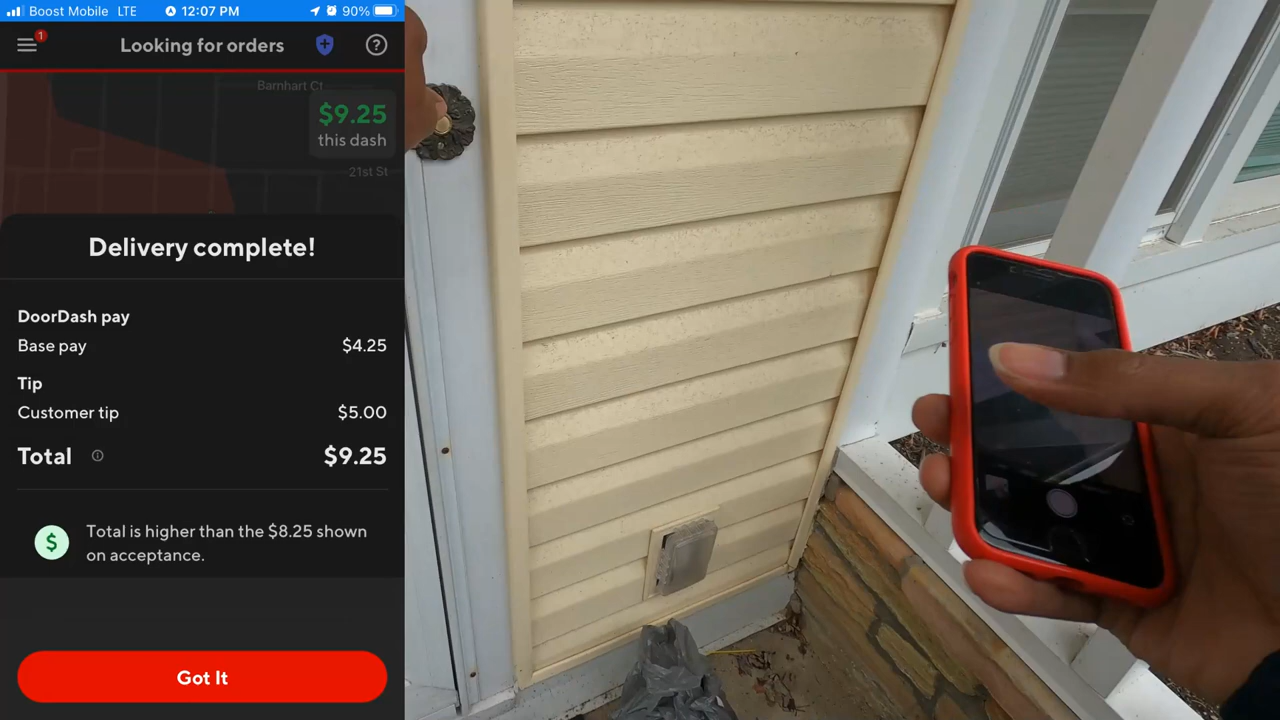 Boost Mobile LTE 12:07 PM 90%
1
Looking for orders
Barnhart Ct
$9.25
this dash
21st St
Delivery complete!
DoorDash pay
Base pay $4.25
Tip
Customer tip $5.00
Total $9.25
$ Total is higher than the $8.25 shown
on acceptance.
Got It